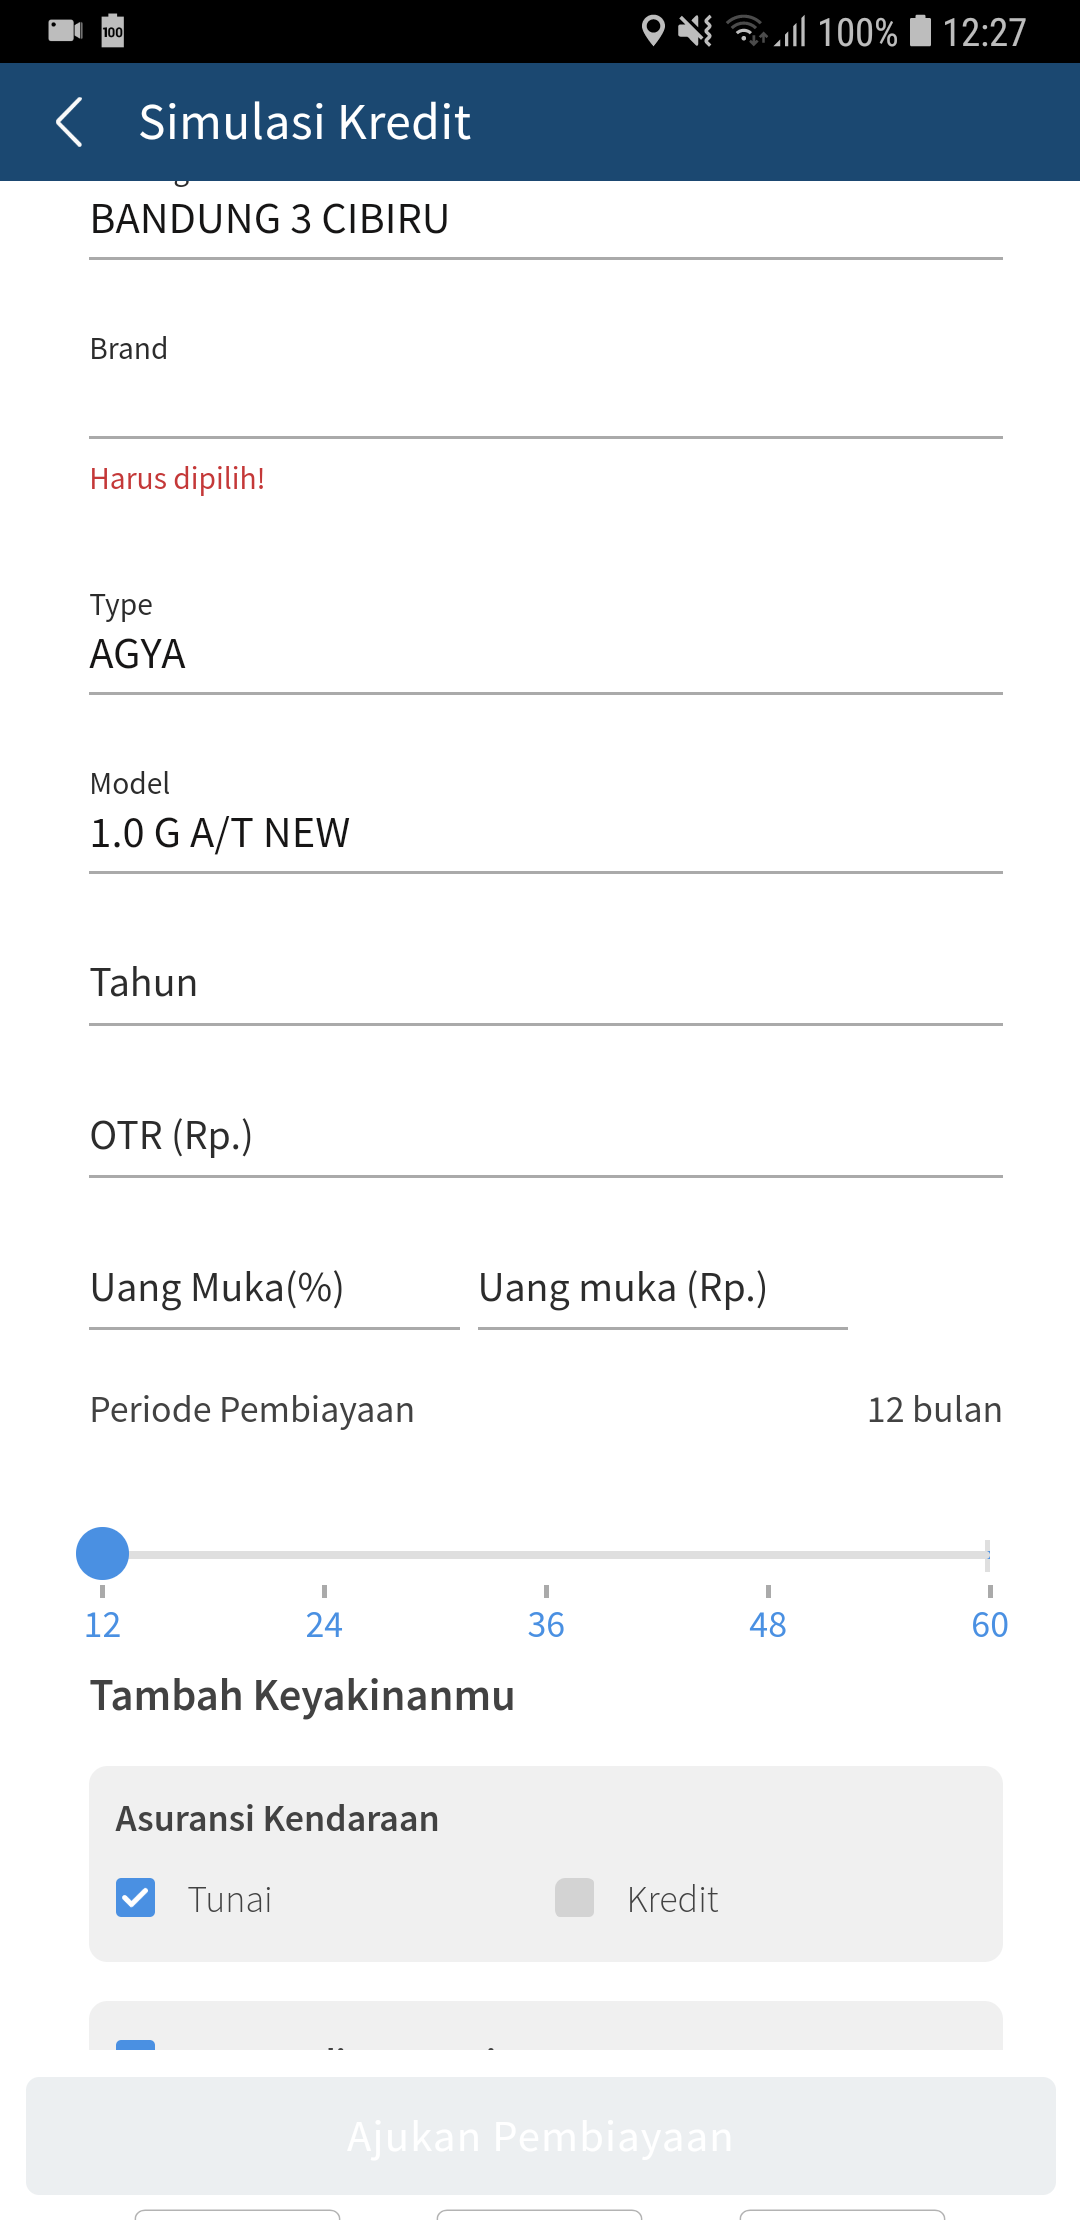 100 100% 12:27
Simulasi Kredit
BANDUNG 3 CIBIRU
Brand
Harus dipilih!
Type
AGYA
Model
1.0 G A/T NEW
Tahun
OTR (Rp.)
Uang Muka(%) Uang muka (Rp.)
Periode Pembiayaan 12 bulan
12 24 36 48 60
Tambah Keyakinanmu
Asuransi Kendaraan
Tunai Kredit
Ajukan Pembiayaan